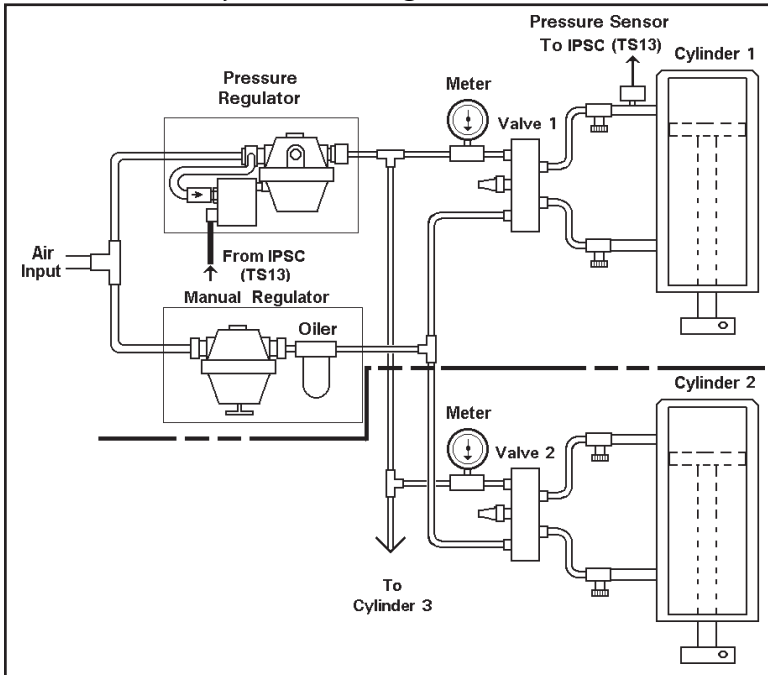 Pressure Sensor
To IPSC (TS13)
Cylinder 1
Pressure
Regulator
Meter
Valve 1
Air
Input
From IPSC
(TS13)
Manual Regulator
Oiler
Cylinder 2
Meter
Valve 2
To
Cylinder 3